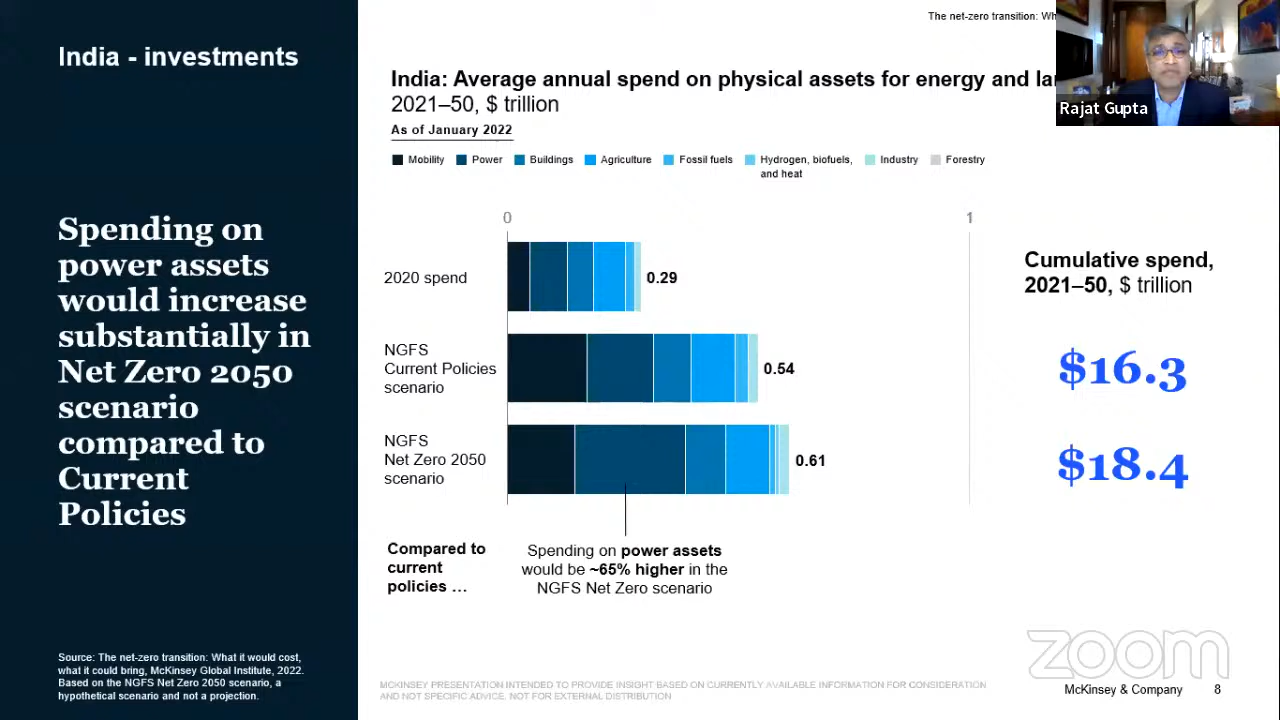 India - investments
Spending on
power assets
would increase
substantially in
Net Zero 2050
scenario
compared to
Current
Policies
Source: The net-zero transition: What it would cost,
what it could bring, McKinsey Global Institute, 2022.
Based on the NGFS Net Zero 2050 scenario, a
hypothetical scenario and not a projection.
The net-zero transition:
Rajat Gupta
India: Average annual spend on physical assets for energy and
2021–50, $ trillion
As of January 2022
Mobility
Power
Buildings
Agriculture
Fossil fuels
Hydrogen, biofuels,
and heat
Industry
Forestry
0
1
2020 spend
0.29
NGFS
Current Policies
scenario
0.54
NGFS
Net Zero 2050
scenario
0.61
Cumulative spend,
2021–50, $ trillion
$16.3
$18.4
Compared to
current
policies …
Spending on power assets
would be ~65% higher in the
NGFS Net Zero scenario
zoom
MCKINSEY PRESENTATION INTENDED TO PROVIDE INSIGHT BASED ON CURRENTLY AVAILABLE INFORMATION FOR CONSIDERATION
AND NOT SPECIFIC ADVICE. NOT FOR EXTERNAL DISTRIBUTION
McKinsey & Company 8